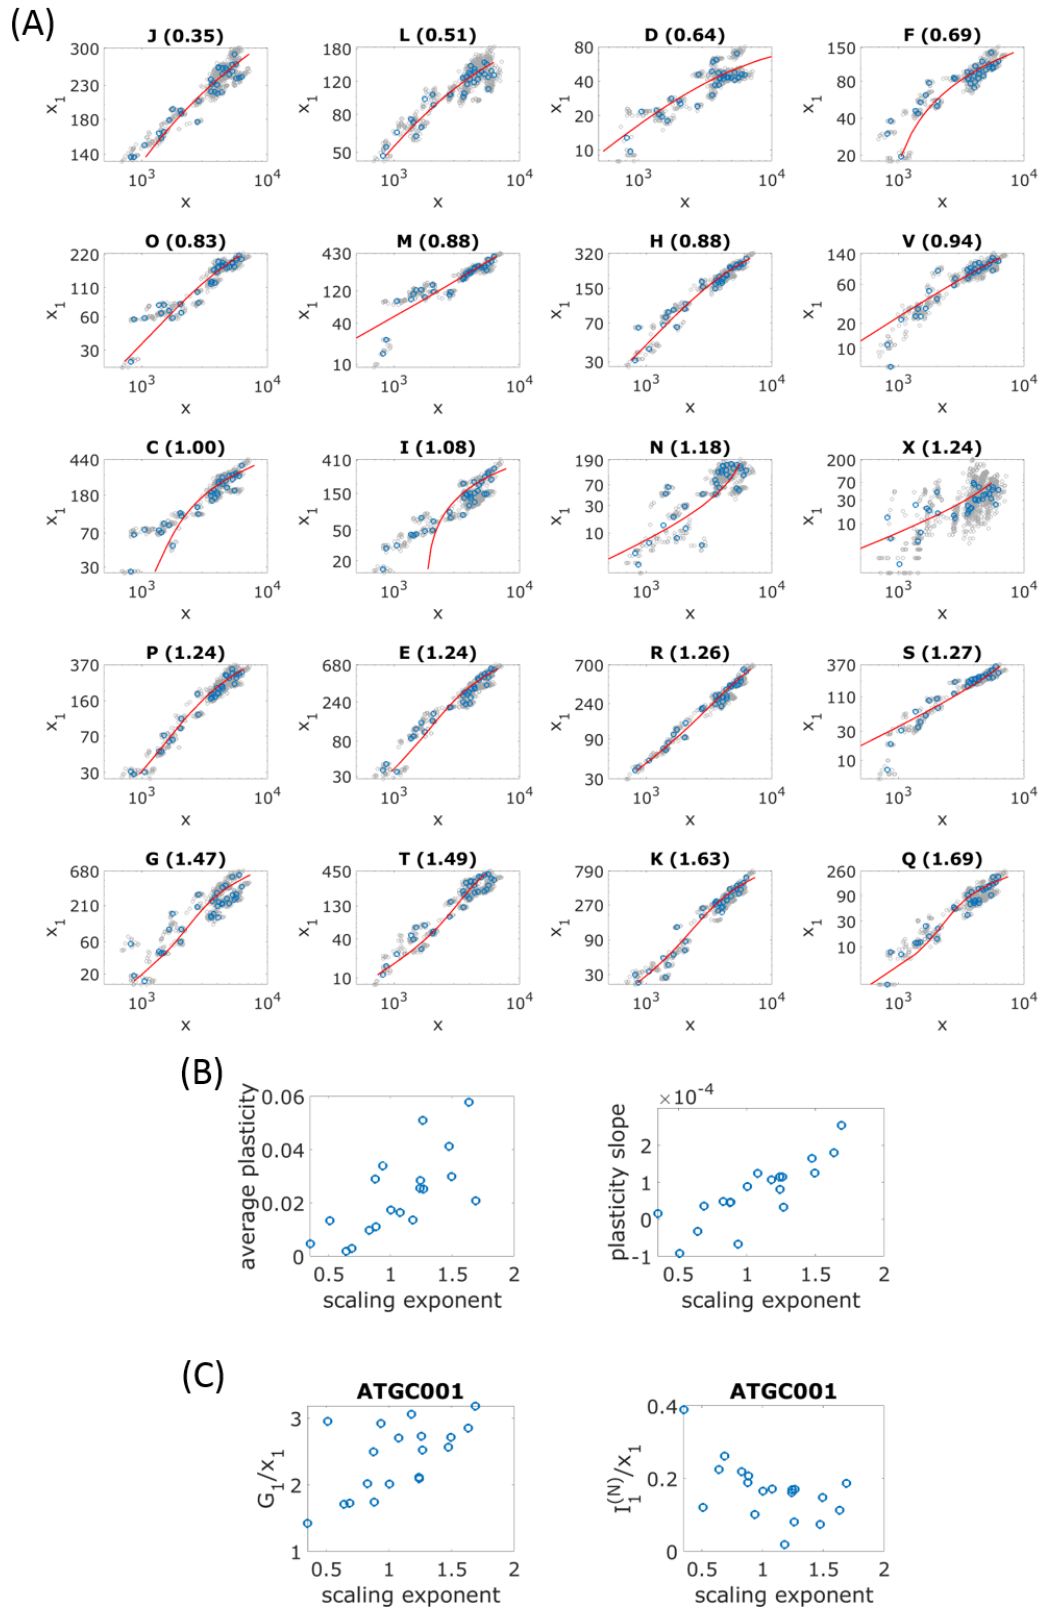 (A)
J (0.35) L (0.51) D (0.64) F (0.69)
300 230 180 140 x1 10^3 10^4 x
180 120 80 50 x1 10^3 10^4 x
80 40 20 10 x1 10^3 10^4 x
150 80 40 20 x1 10^3 10^4 x
O (0.83) M (0.88) H (0.88) V (0.94)
220 110 60 30 x1 10^3 10^4 x
430 120 40 10 x1 10^3 10^4 x
320 150 70 30 x1 10^3 10^4 x
140 60 20 10 x1 10^3 10^4 x
C (1.00) I (1.08) N (1.18) X (1.24)
440 180 70 30 x1 10^3 10^4 x
410 150 50 20 x1 10^3 10^4 x
190 70 30 10 x1 10^3 10^4 x
200 70 30 10 x1 10^3 10^4 x
P (1.24) E (1.24) R (1.26) S (1.27)
370 160 70 30 x1 10^3 10^4 x
680 240 80 30 x1 10^3 10^4 x
700 240 90 30 x1 10^3 10^4 x
370 110 30 10 x1 10^3 10^4 x
G (1.47) T (1.49) K (1.63) Q (1.69)
680 210 60 20 x1 10^3 10^4 x
450 130 40 10 x1 10^3 10^4 x
790 270 90 30 x1 10^3 10^4 x
260 90 30 10 x1 10^3 10^4 x
(B)
average plasticity
0.06 0.04 0.02 0
0.5 1 1.5 2
scaling exponent
×10^-4
plasticity slope
2 1 0 -1
0.5 1 1.5 2
scaling exponent
(C)
ATGC001
G1/x1
3 2 1
0.5 1 1.5 2
scaling exponent
ATGC001
I1^(N)/x1
0.4 0.2 0
0.5 1 1.5 2
scaling exponent